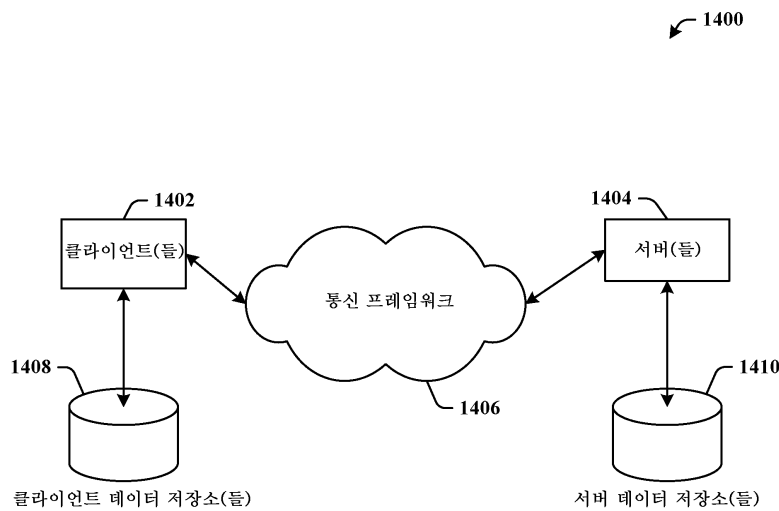 1400
1402
1404
클라이언트(들)
서버(들)
통신 프레임워크
1408
1410
1406
클라이언트 데이터 저장소(들)
서버 데이터 저장소(들)